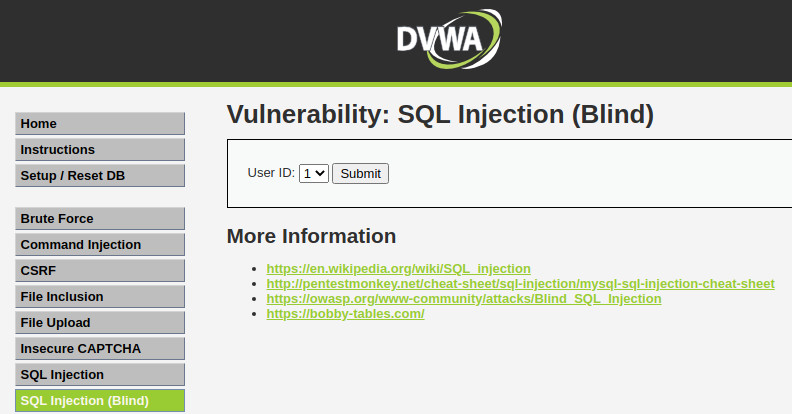 DVWA
Home
Instructions
Setup / Reset DB
Brute Force
Command Injection
CSRF
File Inclusion
File Upload
Insecure CAPTCHA
SQL Injection
SQL Injection (Blind)
Vulnerability: SQL Injection (Blind)
User ID: 1 Submit
More Information
https://en.wikipedia.org/wiki/SQL_injection
http://pentestmonkey.net/cheat-sheet/sql-injection/mysql-sql-injection-cheat-sheet
https://owasp.org/www-community/attacks/Blind_SQL_Injection
https://bobby-tables.com/